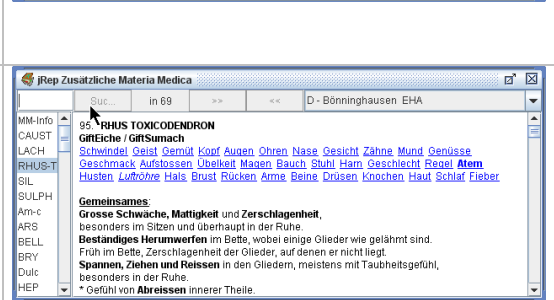 jRep Zusätzliche Materia Medica
Suc... in 69 >> << D - Bönninghausen EHA
MM-Info
CAUST
LACH
RHUS-T
SIL
SULPH
Am-c
ARS
BELL
BRY
Dulc
HEP
95. RHUS TOXICODENDRON
GiftEiche / GiftSumach
Schwindel Geist Gemüt Kopf Augen Ohren Nase Gesicht Zähne Mund Genüsse
Geschmack Aufstossen Übelkeit Magen Bauch Stuhl Harn Geschlecht Regel Atem
Husten Luftröhre Hals Brust Rücken Arme Beine Drüsen Knochen Haut Schlaf Fieber
Gemeinsames:
Grosse Schwäche, Mattigkeit und Zerschlagenheit,
besonders im Sitzen und überhaupt in der Ruhe.
Beständiges Herumwerfen im Bette, wobei einige Glieder wie gelähmt sind.
Früh im Bette, Zerschlagenheit der Glieder, auf denen er nicht liegt.
Spannen, Ziehen und Reissen in den Gliedern, meistens mit Taubheitsgefühl,
besonders in der Ruhe.
* Gefühl von Abreissen innerer Theile.